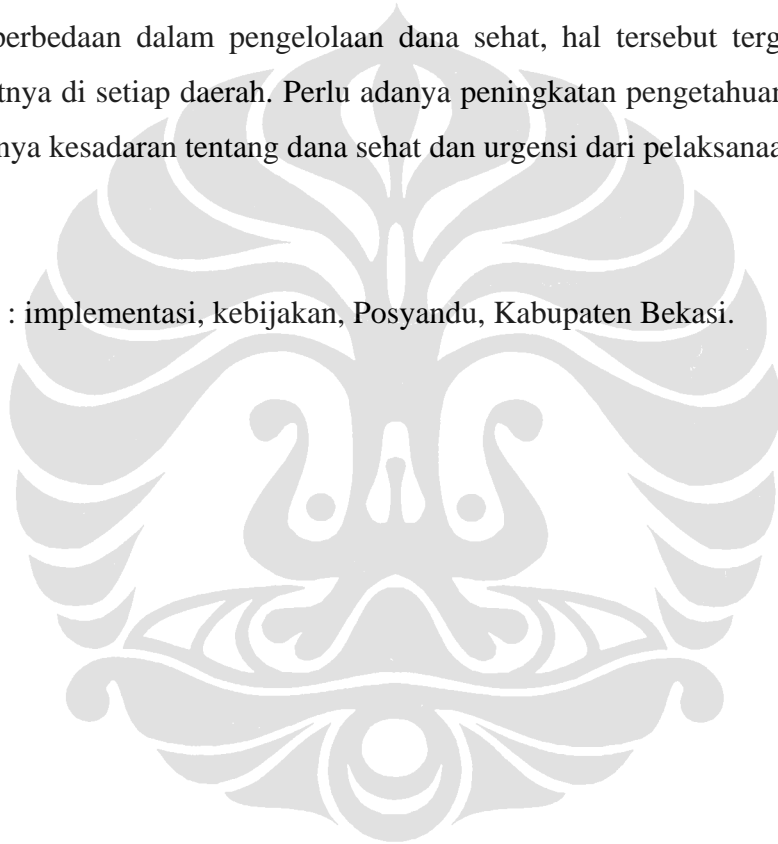 perbedaan dalam pengelolaan dana sehat, hal tersebut terg
tnya di setiap daerah. Perlu adanya peningkatan pengetahuan
nya kesadaran tentang dana sehat dan urgensi dari pelaksanaa
: implementasi, kebijakan, Posyandu, Kabupaten Bekasi.